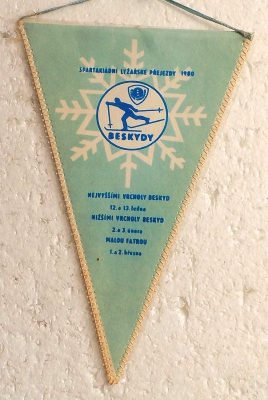 SPARTAKIÁDNÍ LYŽAŘSKÉ PŘEJEZDY 1980
BESKYDY
NEJVYŠŠÍMI VRCHOLY BESKYD
12. a 13. ledna
NIŽŠÍMI VRCHOLY BESKYD
2. a 3. února
MALOU FATROU
1. a 2. března